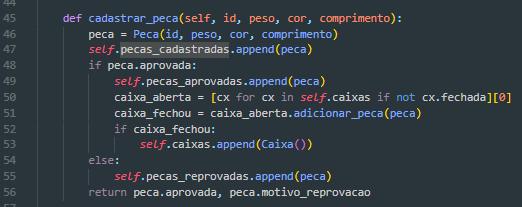 44
45 def cadastrar_peca(self, id, peso, cor, comprimento):
46 peca = Peca(id, peso, cor, comprimento)
47 self.pecas_cadastradas.append(peca)
48 if peca.aprovada:
49 self.pecas_aprovadas.append(peca)
50 caixa_aberta = [cx for cx in self.caixas if not cx.fechada][0]
51 caixa_fechou = caixa_aberta.adicionar_peca(peca)
52 if caixa_fechou:
53 self.caixas.append(Caixa())
54 else:
55 self.pecas_reprovadas.append(peca)
56 return peca.aprovada, peca.motivo_reprovacao
57